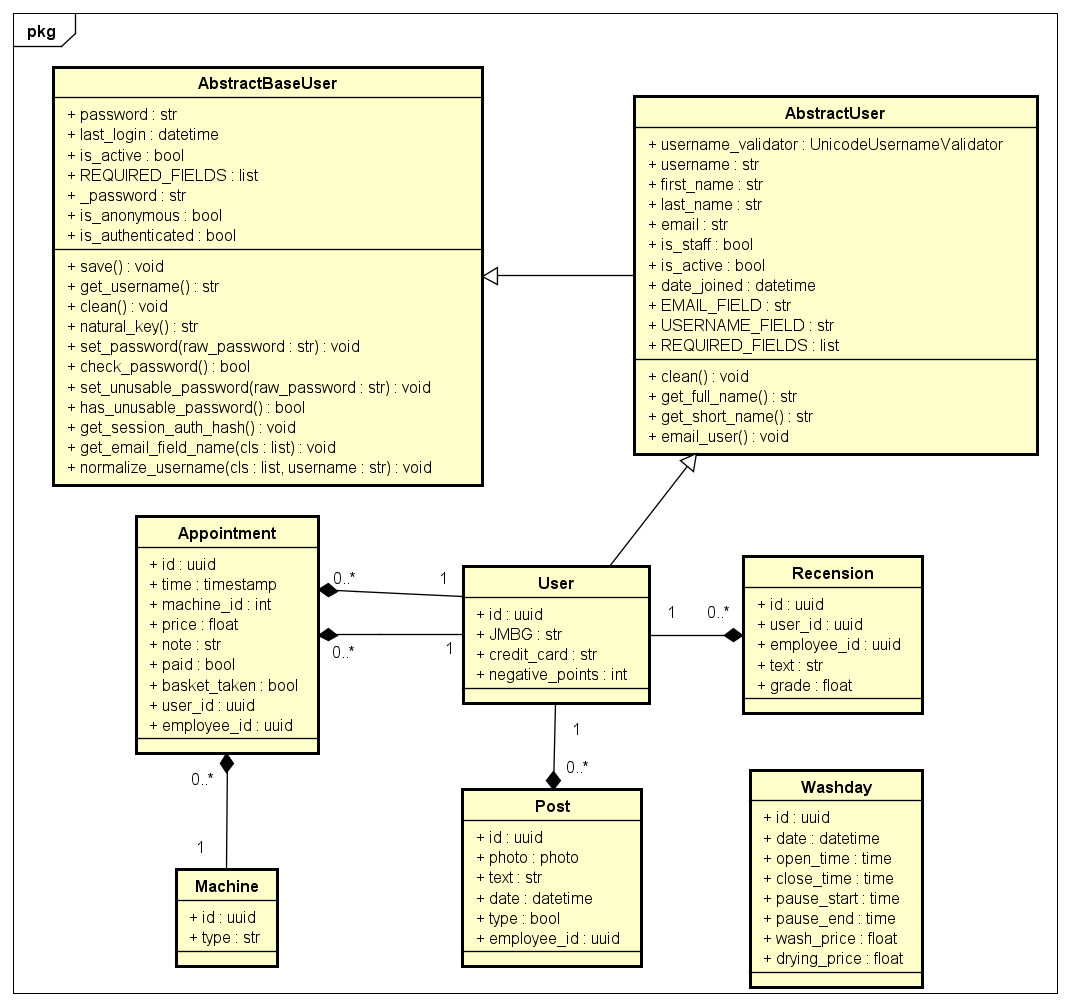 pkg
AbstractBaseUser
+ password : str
+ last_login : datetime
+ is_active : bool
+ REQUIRED_FIELDS : list
+ _password : str
+ is_anonymous : bool
+ is_authenticated : bool
+ save() : void
+ get_username() : str
+ clean() : void
+ natural_key() : str
+ set_password(raw_password : str) : void
+ check_password() : bool
+ set_unusable_password(raw_password : str) : void
+ has_unusable_password() : bool
+ get_session_auth_hash() : void
+ get_email_field_name(cls : list) : void
+ normalize_username(cls : list, username : str) : void
AbstractUser
+ username_validator : UnicodeUsernameValidator
+ username : str
+ first_name : str
+ last_name : str
+ email : str
+ is_staff : bool
+ is_active : bool
+ date_joined : datetime
+ EMAIL_FIELD : str
+ USERNAME_FIELD : str
+ REQUIRED_FIELDS : list
+ clean() : void
+ get_full_name() : str
+ get_short_name() : str
+ email_user() : void
Appointment
+ id : uuid
+ time : timestamp
+ machine_id : int
+ price : float
+ note : str
+ paid : bool
+ basket_taken : bool
+ user_id : uuid
+ employee_id : uuid
0..*
1
0..*
1
User
+ id : uuid
+ JMBG : str
+ credit_card : str
+ negative_points : int
1
0..*
Recension
+ id : uuid
+ user_id : uuid
+ employee_id : uuid
+ text : str
+ grade : float
0..*
1
Machine
+ id : uuid
+ type : str
1
0..*
Post
+ id : uuid
+ photo : photo
+ text : str
+ date : datetime
+ type : bool
+ employee_id : uuid
Washday
+ id : uuid
+ date : datetime
+ open_time : time
+ close_time : time
+ pause_start : time
+ pause_end : time
+ wash_price : float
+ drying_price : float